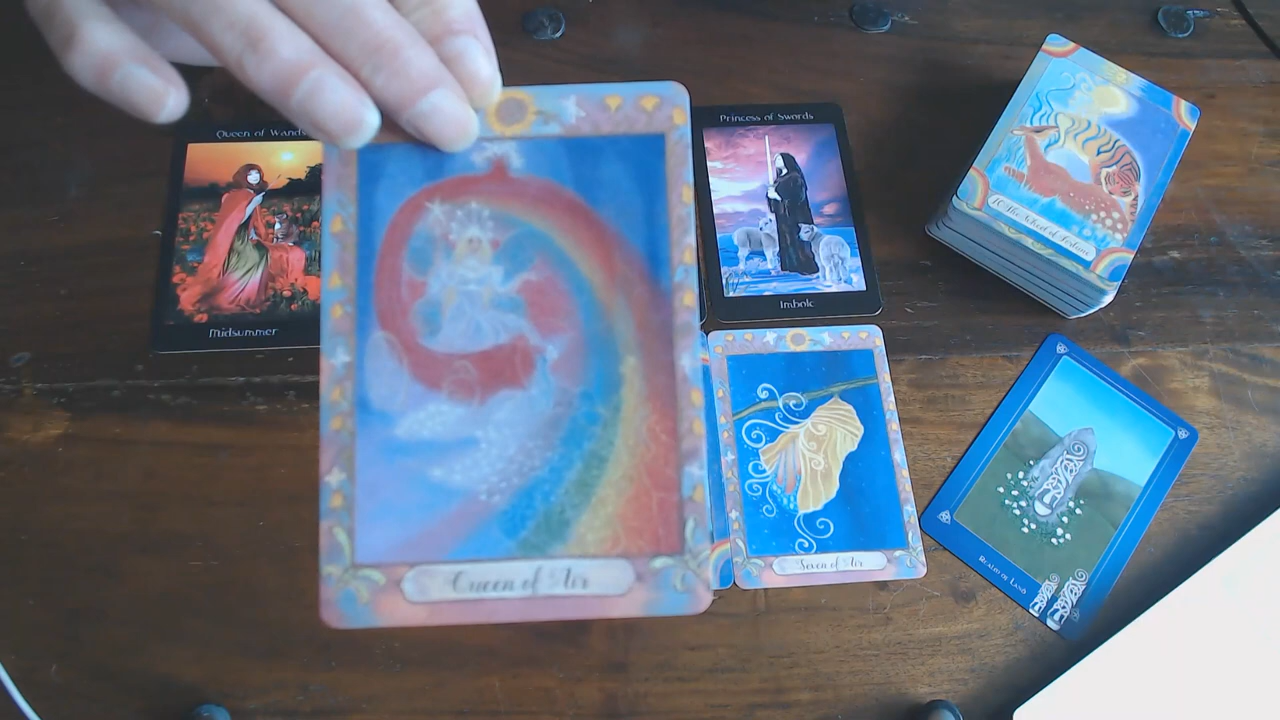 Queen of Wands
Princess of Swords
IV The Wheel of Fortune
Midsummer
Imbolc
Queen of Air
Seven of Air
Realm of Land